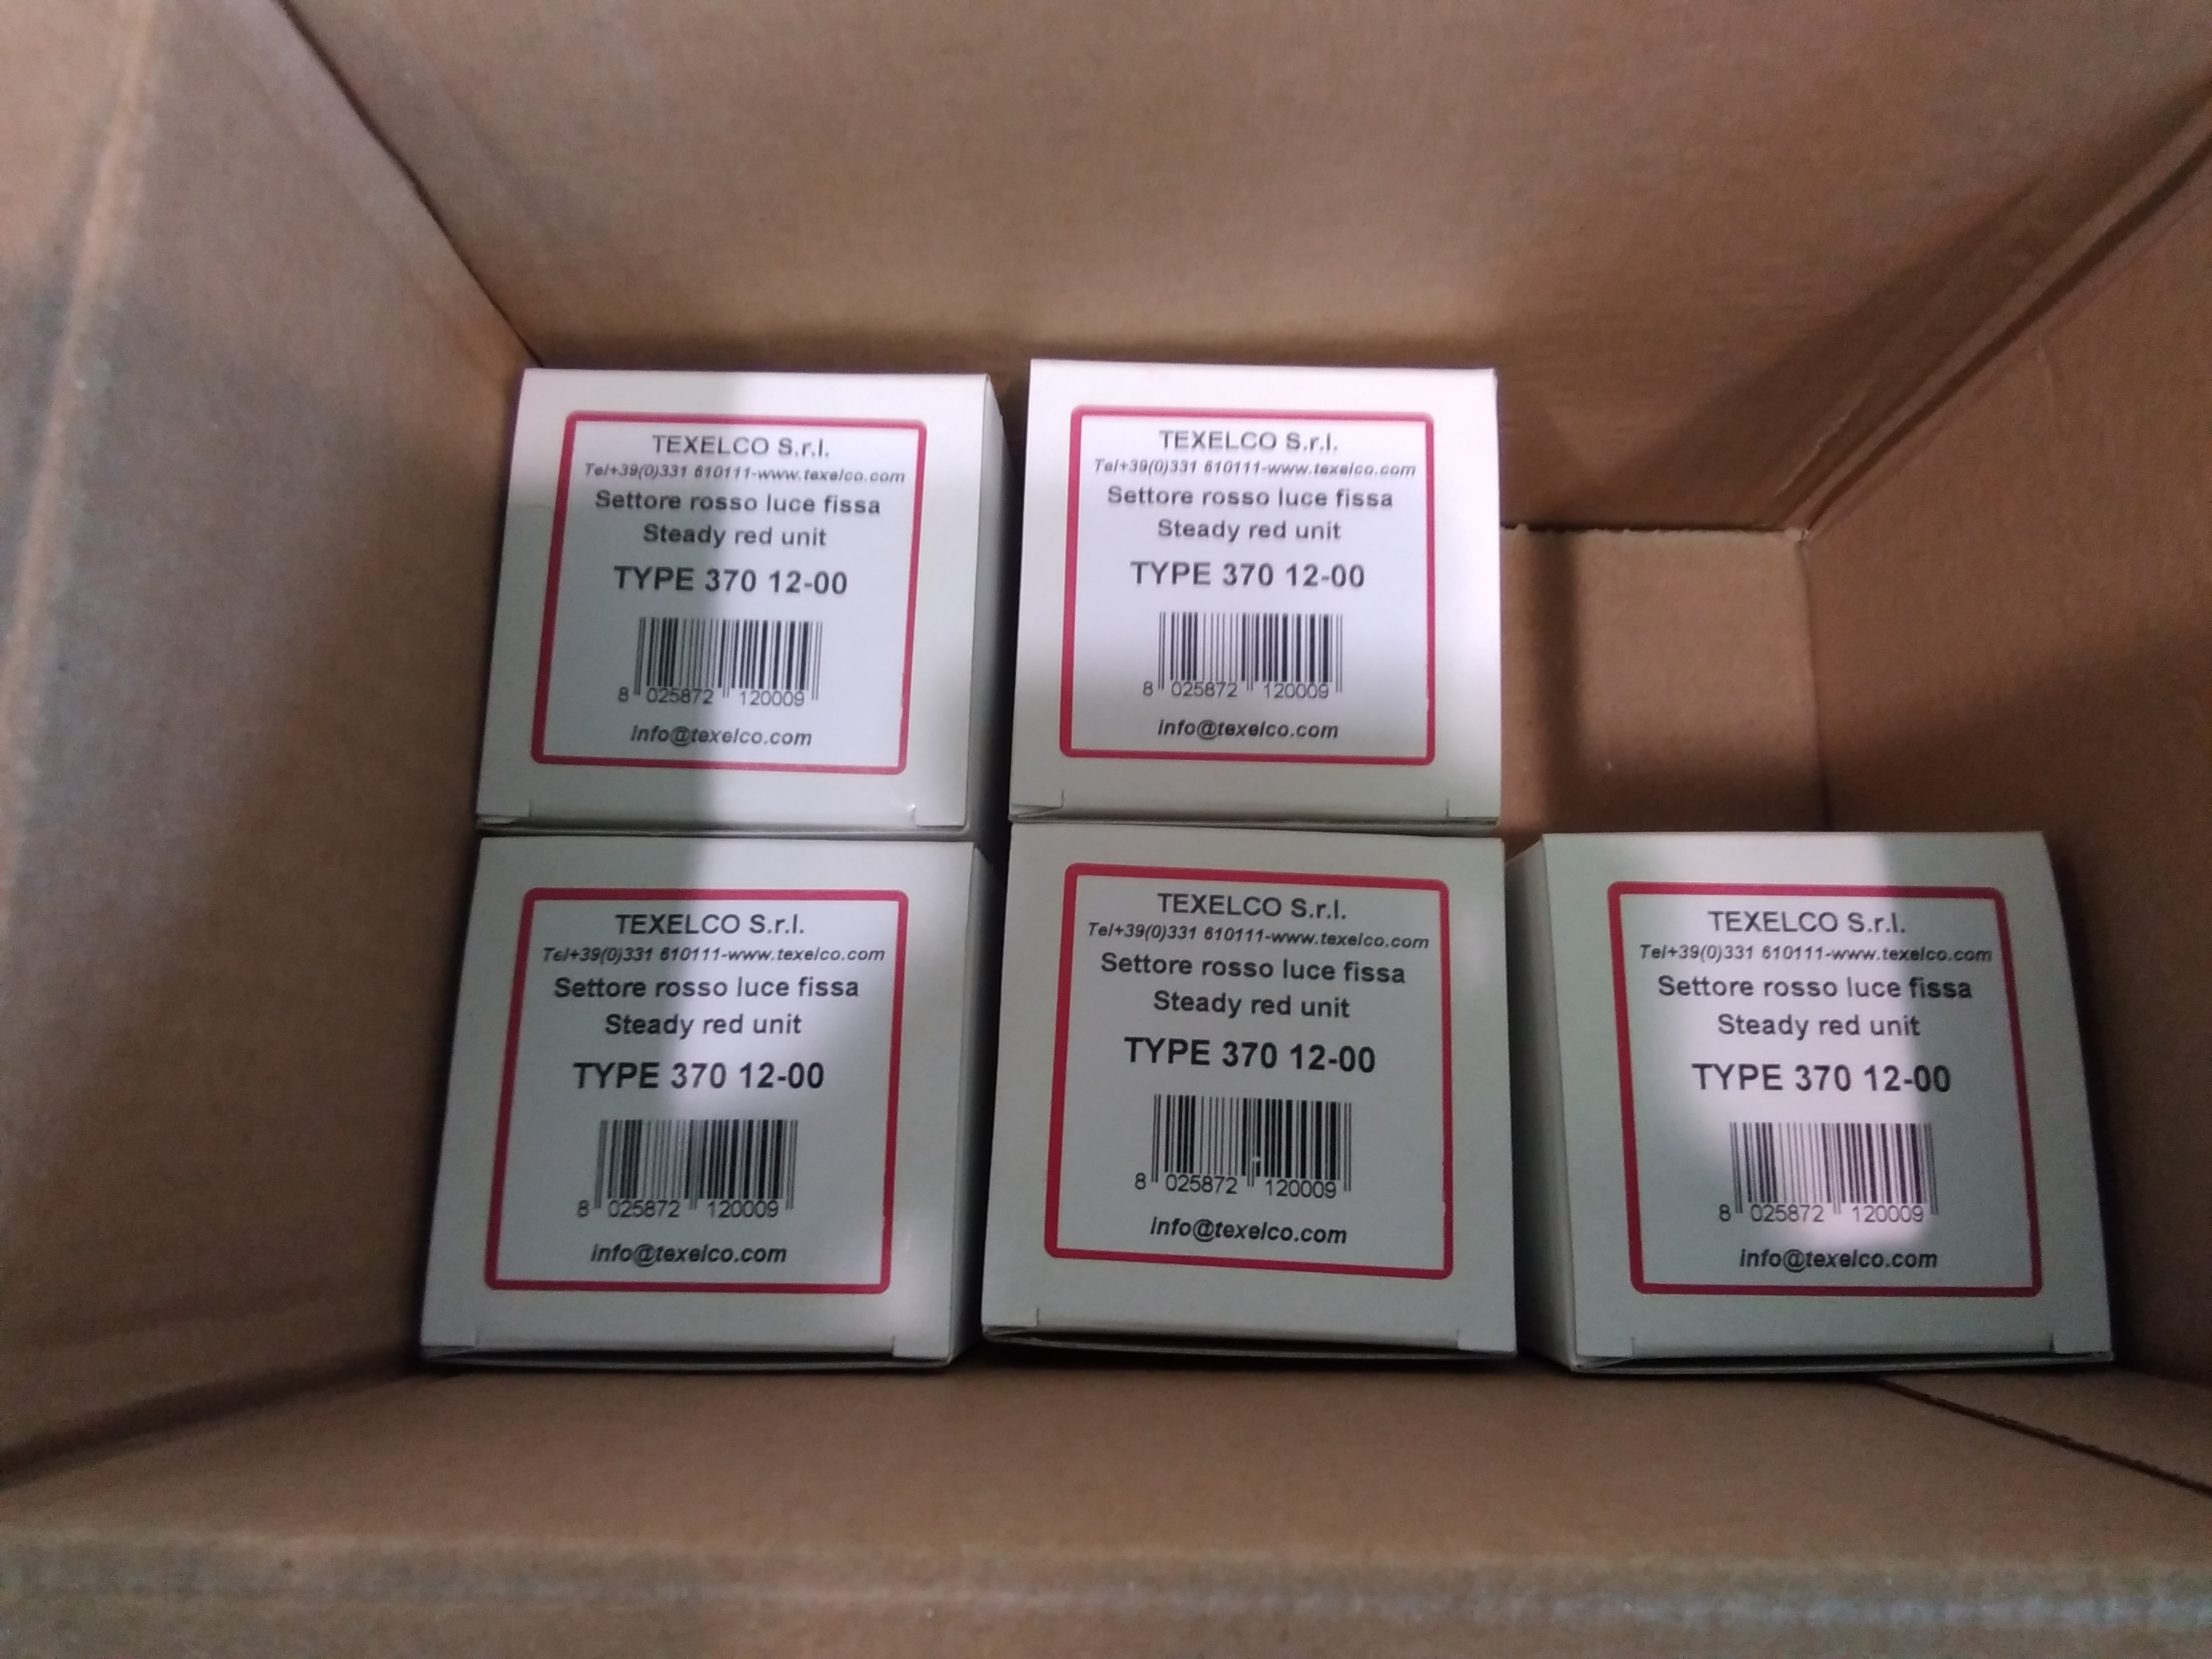 TEXELCO S.r.l.
Tel+39(0)331 610111-www.texelco.com
Settore rosso luce fissa
Steady red unit
TYPE 370 12-00
8 025872 120009
info@texelco.com
TEXELCO S.r.l.
Tel+39(0)331 610111-www.texelco.com
Settore rosso luce fissa
Steady red unit
TYPE 370 12-00
8 025872 120009
info@texelco.com
TEXELCO S.r.l.
Tel+39(0)331 610111-www.texelco.com
Settore rosso luce fissa
Steady red unit
TYPE 370 12-00
8 025872 120009
info@texelco.com
TEXELCO S.r.l.
Tel+39(0)331 610111-www.texelco.com
Settore rosso luce fissa
Steady red unit
TYPE 370 12-00
8 025872 120009
info@texelco.com
TEXELCO S.r.l.
Tel+39(0)331 610111-www.texelco.com
Settore rosso luce fissa
Steady red unit
TYPE 370 12-00
8 025872 120009
info@texelco.com